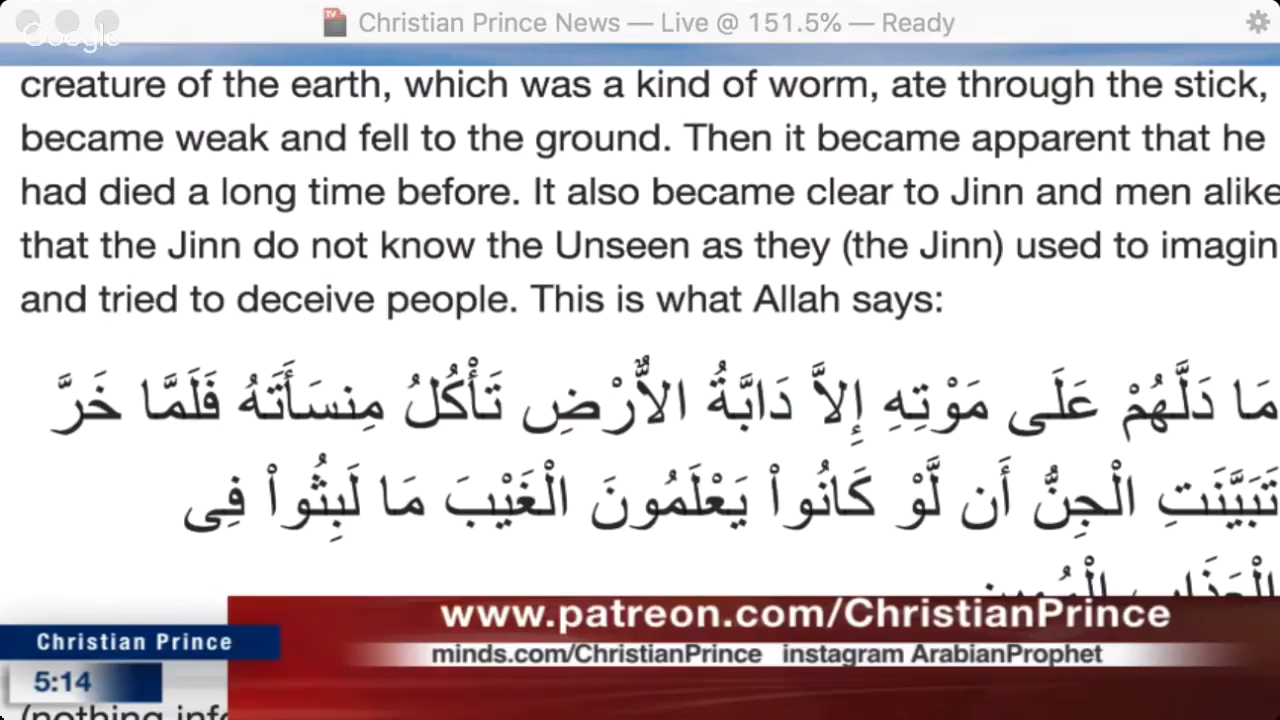 Christian Prince News — Live @ 151.5% — Ready
Google
creature of the earth, which was a kind of worm, ate through the stick,
became weak and fell to the ground. Then it became apparent that he
had died a long time before. It also became clear to Jinn and men alike
that the Jinn do not know the Unseen as they (the Jinn) used to imagin
and tried to deceive people. This is what Allah says:
مَا دَلَّهُمْ عَلَى مَوْتِهِ إِلاَّ دَابَّةُ الاٌّرْضِ تَأْكُلُ مِنسَأَتَهُ فَلَمَّا خَرَّ
تَبَيَّنَتِ الْجِنُّ أَن لَّوْ كَانُواْ يَعْلَمُونَ الْغَيْبَ مَا لَبِثُواْ فِى
www.patreon.com/ChristianPrince
Christian Prince
minds.com/ChristianPrince instagram ArabianProphet
5:14
(nothing